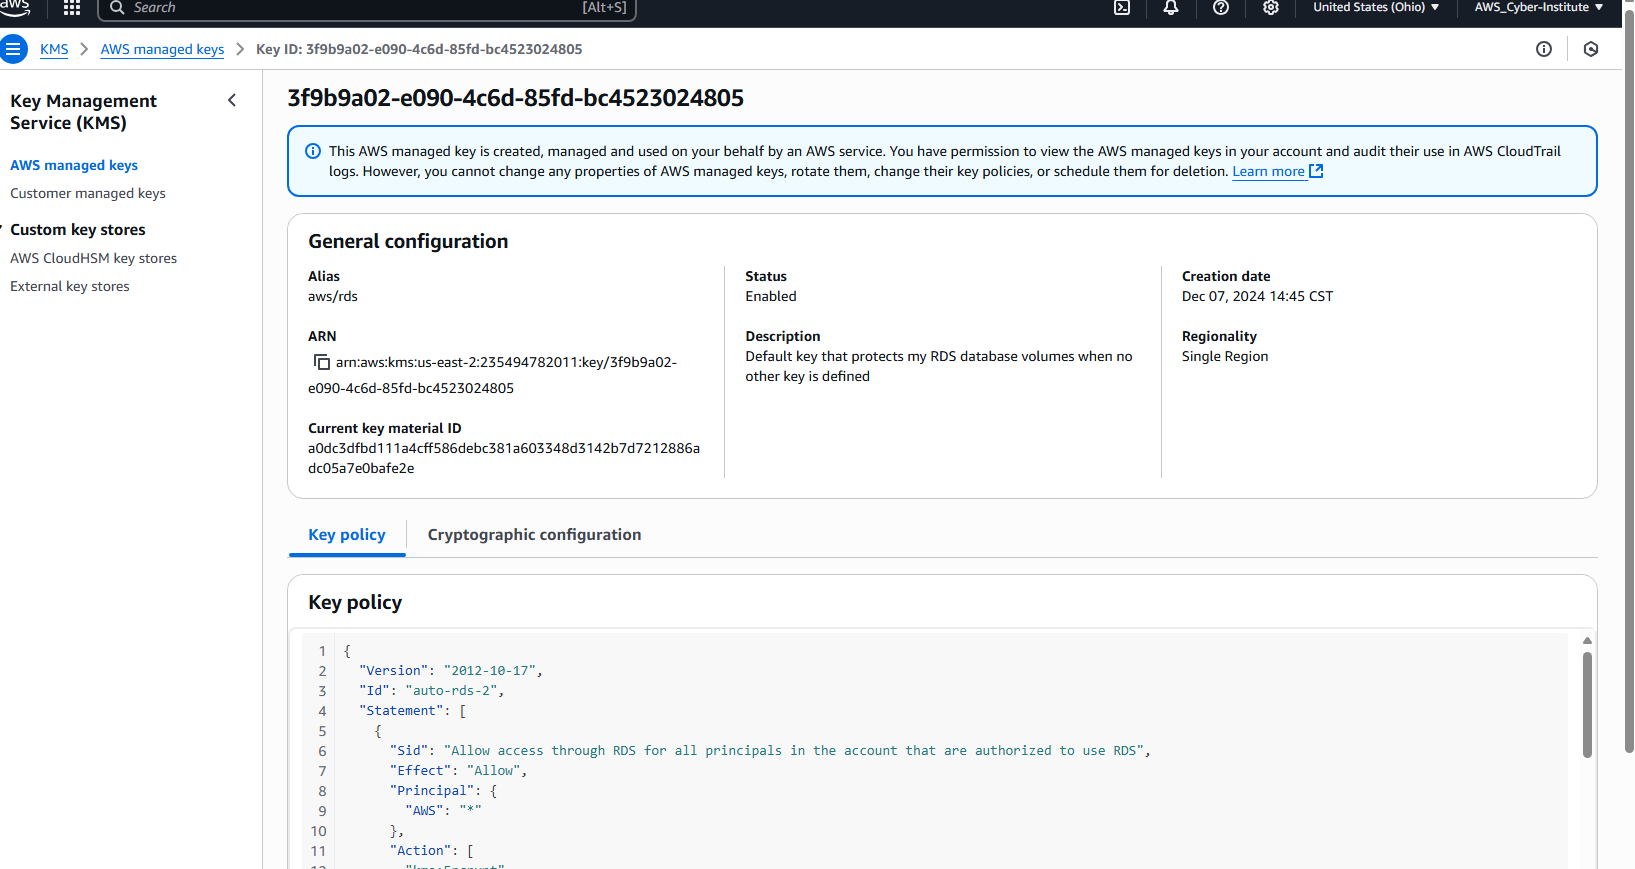 aws
Search
[Alt+S]
United States (Ohio)
AWS_Cyber-Institute
KMS
AWS managed keys
Key ID: 3f9b9a02-e090-4c6d-85fd-bc4523024805
Key Management
Service (KMS)
AWS managed keys
Customer managed keys
Custom key stores
AWS CloudHSM key stores
External key stores
3f9b9a02-e090-4c6d-85fd-bc4523024805
This AWS managed key is created, managed and used on your behalf by an AWS service. You have permission to view the AWS managed keys in your account and audit their use in AWS CloudTrail
logs. However, you cannot change any properties of AWS managed keys, rotate them, change their key policies, or schedule them for deletion. Learn more
General configuration
Alias
aws/rds
ARN
arn:aws:kms:us-east-2:235494782011:key/3f9b9a02-
e090-4c6d-85fd-bc4523024805
Current key material ID
a0dc3dfbd111a4cff586debc381a603348d3142b7d7212886a
dc05a7e0bafe2e
Status
Enabled
Description
Default key that protects my RDS database volumes when no
other key is defined
Creation date
Dec 07, 2024 14:45 CST
Regionality
Single Region
Key policy
Cryptographic configuration
Key policy
1 {
2 "Version": "2012-10-17",
3 "Id": "auto-rds-2",
4 "Statement": [
5 {
6 "Sid": "Allow access through RDS for all principals in the account that are authorized to use RDS",
7 "Effect": "Allow",
8 "Principal": {
9 "AWS": "*"
10 },
11 "Action": [
12 "kms:Encrypt"